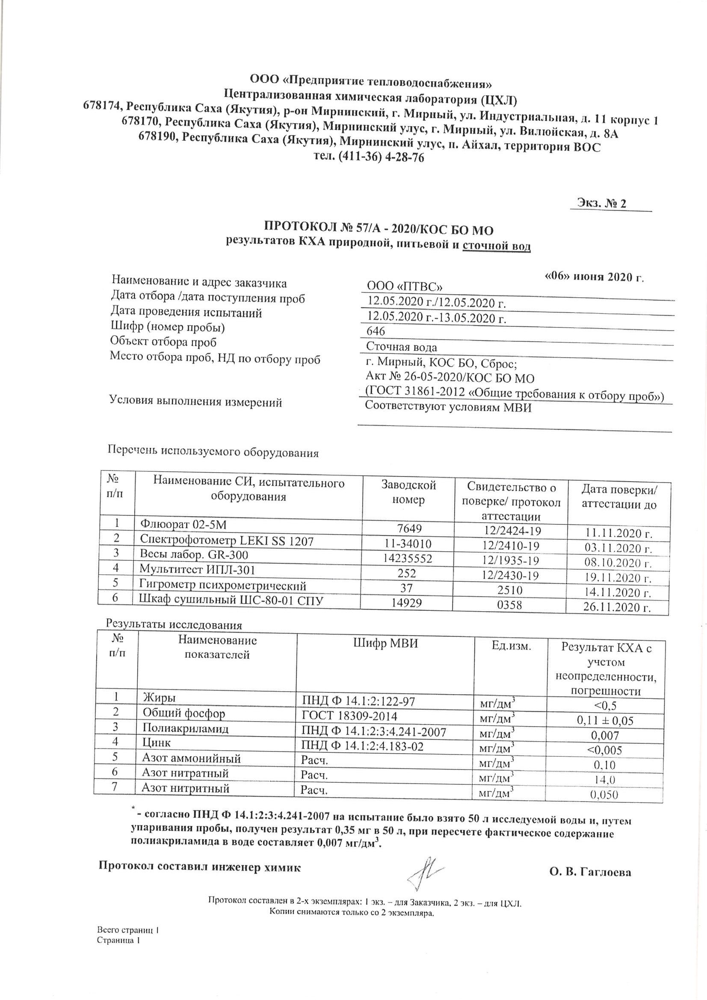 ООО «Предприятие тепловодоснабжения»
Централизованная химическая лаборатория (ЦХЛ)
678174, Республика Саха (Якутия), р-он Мирнинский, г. Мирный, ул. Индустриальная, д. 11 корпус 1
678170, Республика Саха (Якутия), Мирнинский улус, г. Мирный, ул. Вилюйская, д. 8А
678190, Республика Саха (Якутия), Мирнинский улус, п. Айхал, территория ВОС
тел. (411-36) 4-28-76
Экз. № 2
ПРОТОКОЛ № 57/А - 2020/КОС БО МО
результатов КХА природной, питьевой и сточной вод
«06» июня 2020 г.
Наименование и адрес заказчика ООО «ПТВС»
Дата отбора /дата поступления проб 12.05.2020 г./12.05.2020 г.
Дата проведения испытаний 12.05.2020 г.-13.05.2020 г.
Шифр (номер пробы) 646
Объект отбора проб Сточная вода
Место отбора проб, НД по отбору проб г. Мирный, КОС БО, Сброс;
Акт № 26-05-2020/КОС БО МО
(ГОСТ 31861-2012 «Общие требования к отбору проб»)
Условия выполнения измерений Соответствуют условиям МВИ
Перечень используемого оборудования
№ п/п Наименование СИ, испытательного оборудования Заводской номер Свидетельство о поверке/ протокол аттестации Дата поверки/ аттестации до
1 Флюорат 02-5М 7649 12/2424-19 11.11.2020 г.
2 Спектрофотометр LEKI SS 1207 11-34010 12/2410-19 03.11.2020 г.
3 Весы лабор. GR-300 14235552 12/1935-19 08.10.2020 г.
4 Мультитест ИПЛ-301 252 12/2430-19 19.11.2020 г.
5 Гигрометр психрометрический 37 2510 14.11.2020 г.
6 Шкаф сушильный ШС-80-01 СПУ 14929 0358 26.11.2020 г.
Результаты исследования
№ п/п Наименование показателей Шифр МВИ Ед.изм. Результат КХА с учетом неопределенности, погрешности
1 Жиры ПНД Ф 14.1:2:122-97 мг/дм³ <0,5
2 Общий фосфор ГОСТ 18309-2014 мг/дм³ 0,11 ± 0,05
3 Полиакриламид ПНД Ф 14.1:2:3:4.241-2007 мг/дм³ 0,007
4 Цинк ПНД Ф 14.1:2:4.183-02 мг/дм³ <0,005
5 Азот аммонийный Расч. мг/дм³ 0,10
6 Азот нитратный Расч. мг/дм³ 14,0
7 Азот нитритный Расч. мг/дм³ 0,050
* - согласно ПНД Ф 14.1:2:3:4.241-2007 на испытание было взято 50 л исследуемой воды и, путем
упаривания пробы, получен результат 0,35 мг в 50 л, при пересчете фактическое содержание
полиакриламида в воде составляет 0,007 мг/дм³.
Протокол составил инженер химик О. В. Гаглоева
Протокол составлен в 2-х экземплярах: 1 экз. – для Заказчика, 2 экз. – для ЦХЛ.
Копии снимаются только со 2 экземпляра.
Всего страниц 1
Страница 1